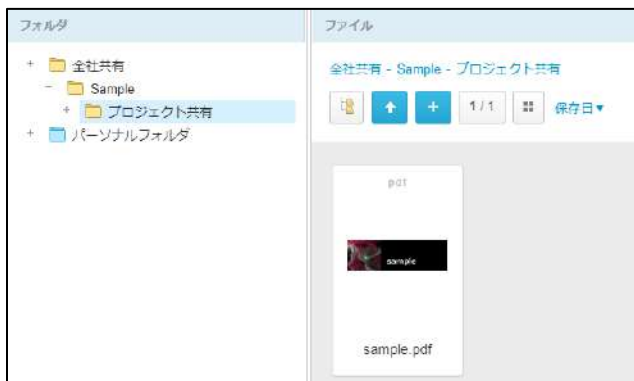 フォルダ
全社共有
Sample
プロジェクト共有
パーソナルフォルダ
ファイル
全社共有 - Sample - プロジェクト共有
1 / 1
保存日▼
pdf
sample
sample.pdf